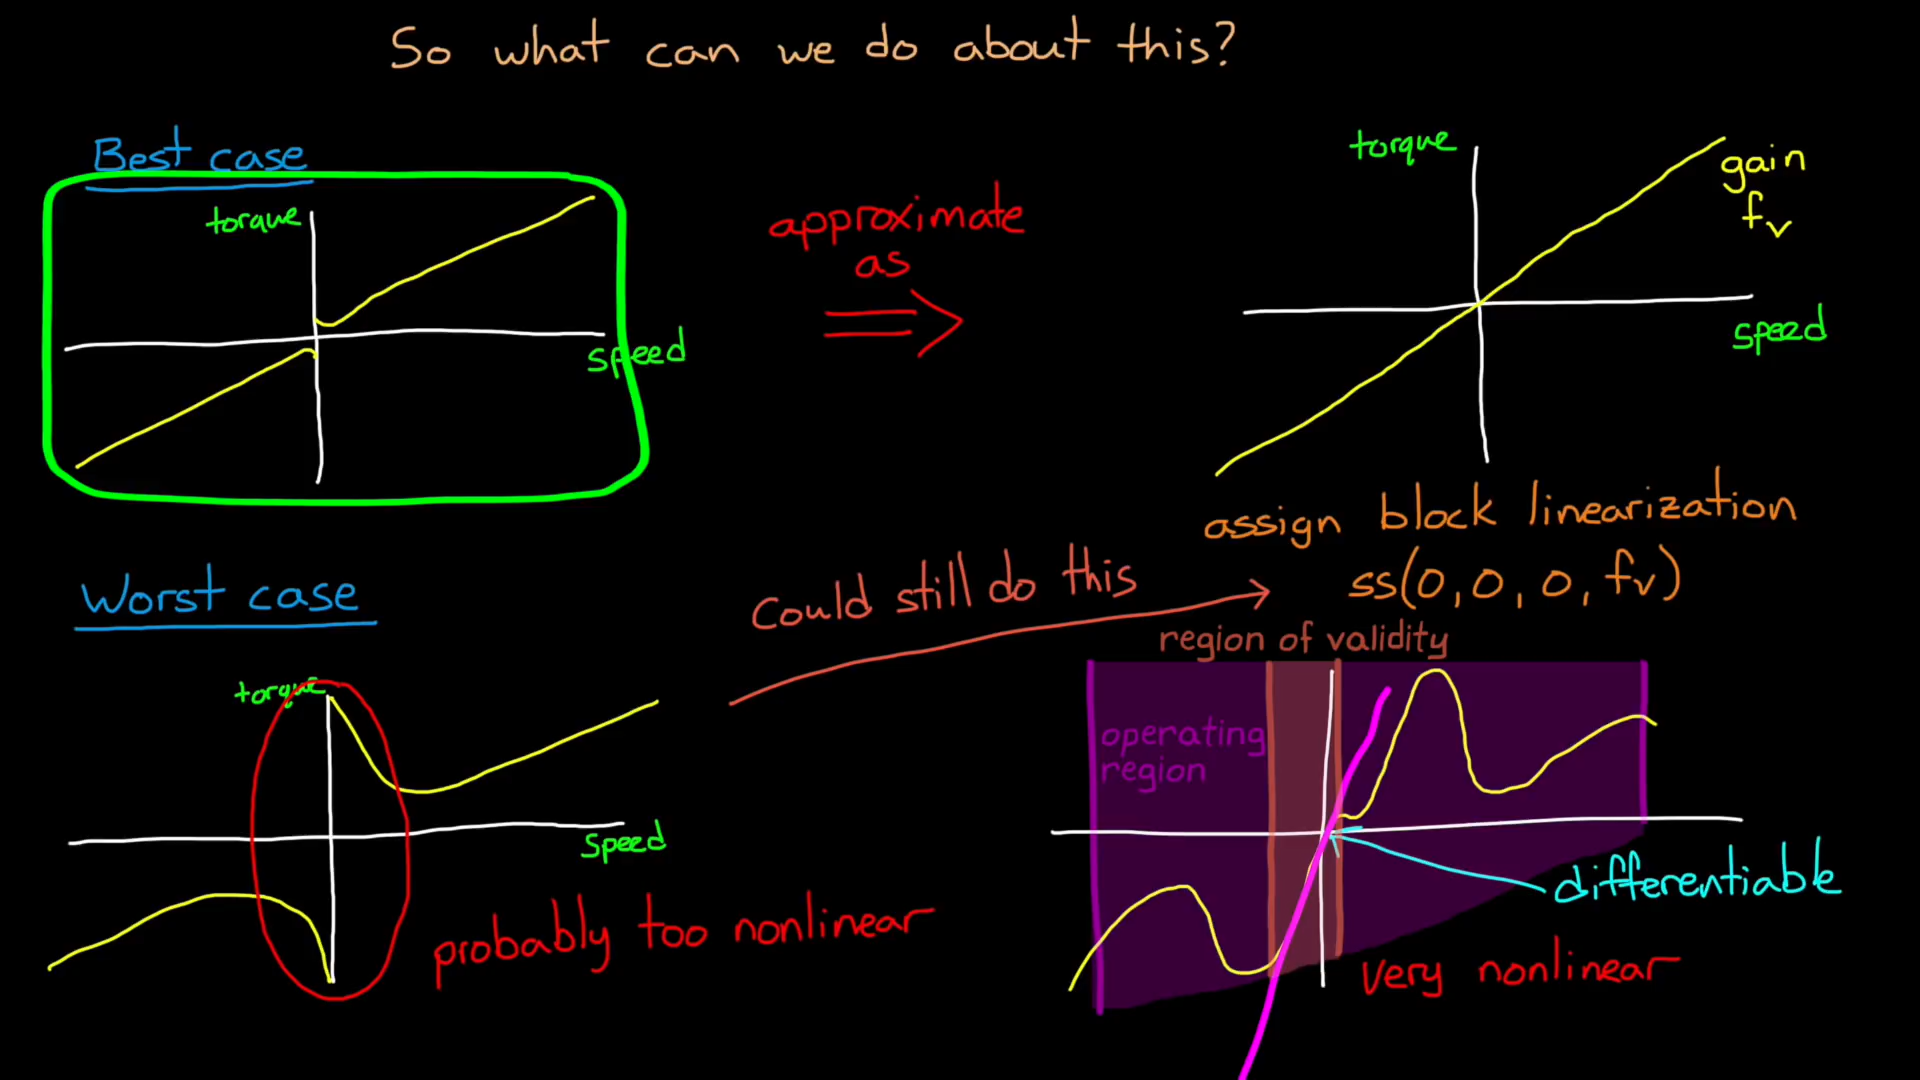 So what can we do about this?
Best case
torque
speed
approximate
as
torque
gain
fv
speed
assign block linearization
ss(0,0,0,fv)
Worst case
could still do this
torque
speed
probably too nonlinear
region of validity
operating
region
differentiable
very nonlinear